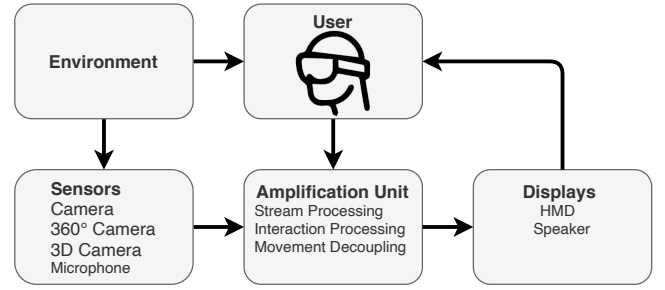 Environment
User
Sensors
Camera
360° Camera
3D Camera
Microphone
Amplification Unit
Stream Processing
Interaction Processing
Movement Decoupling
Displays
HMD
Speaker